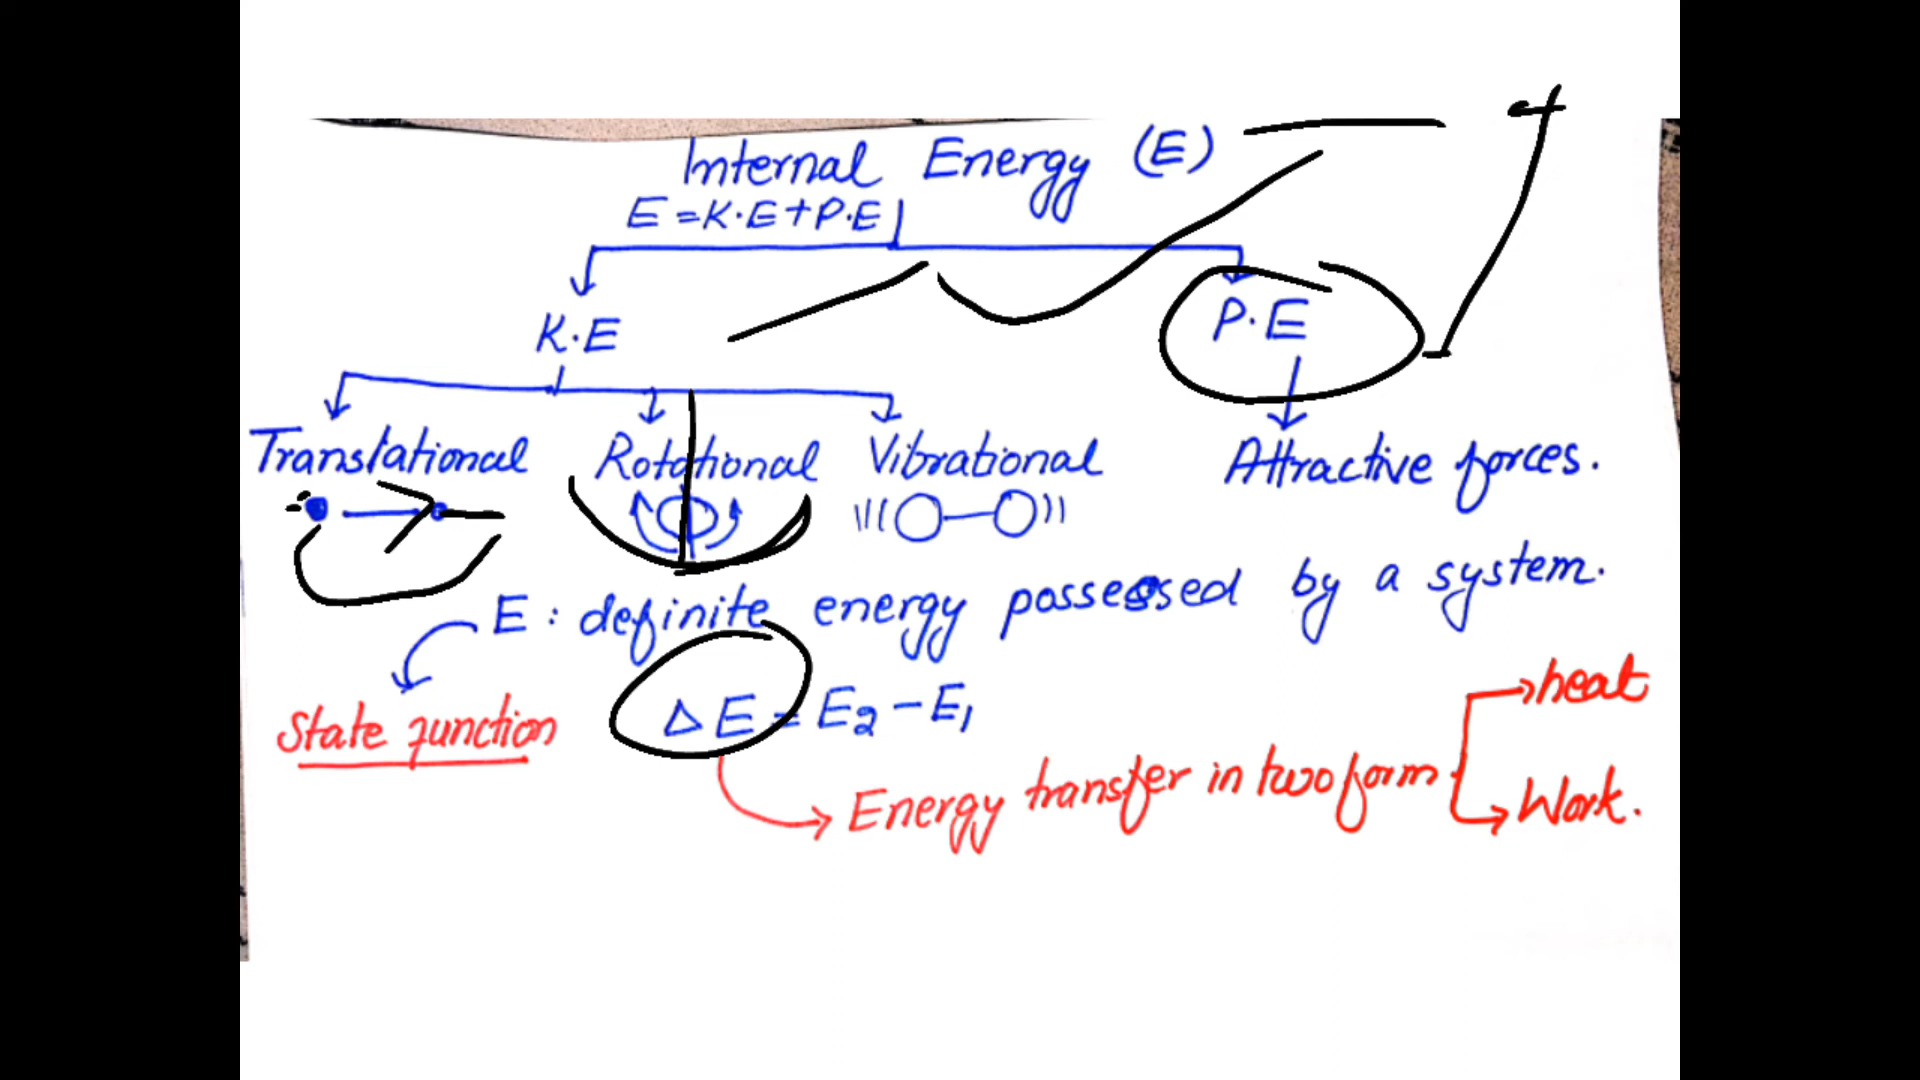 Internal Energy (E)
E = K.E + P.E
K.E
P.E
Translational Rotational Vibrational Attractive forces.
E : definite energy possessed by a system.
State function
ΔE = E₂ - E₁
Energy transfer in two form
heat
Work.